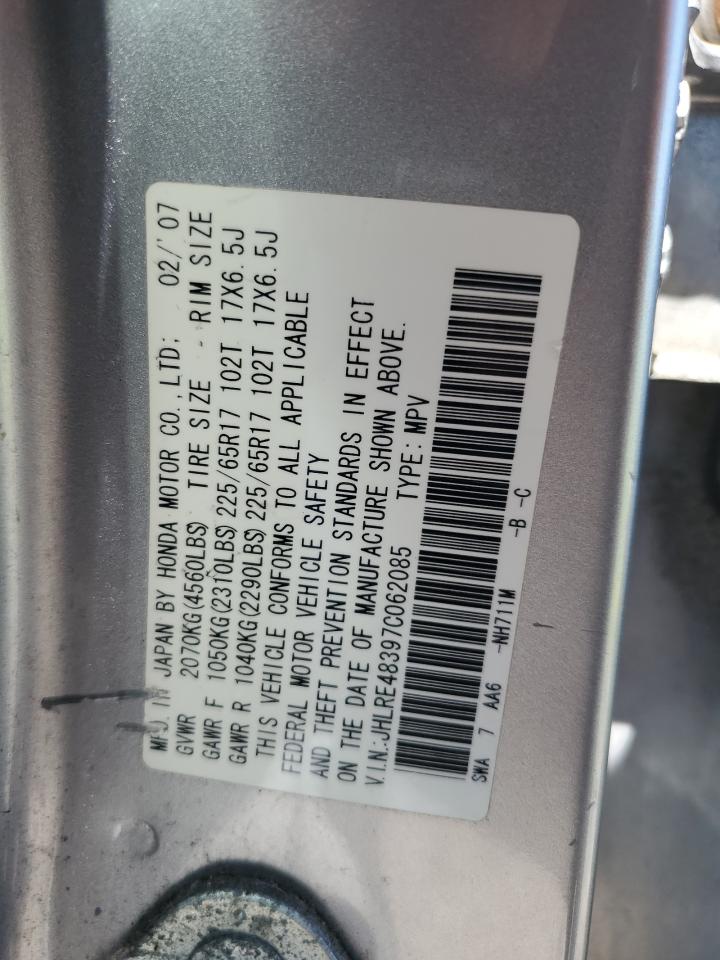 MFD. IN JAPAN BY HONDA MOTOR CO.,LTD: 02/'07
GVWR 2070KG(4560LBS) TIRE SIZE - RIM SIZE
GAWR F 1050KG(2310LBS) 225/65R17 102T 17X6.5J
GAWR R 1040KG(2290LBS) 225/65R17 102T 17X6.5J
THIS VEHICLE CONFORMS TO ALL APPLICABLE
FEDERAL MOTOR VEHICLE SAFETY
AND THEFT PREVENTION STANDARDS IN EFFECT
ON THE DATE OF MANUFACTURE SHOWN ABOVE.
V.I.N.:JHLRE48397C062085 TYPE: MPV
SWA 7 AA6 -NH711M -B -C